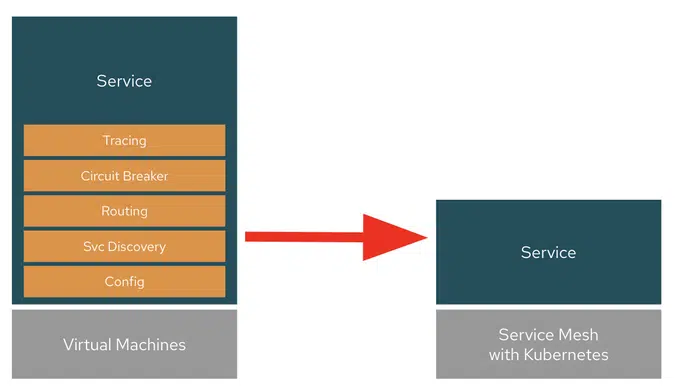 Service
Tracing
Circuit Breaker
Routing
Svc Discovery
Config
Virtual Machines
Service
Service Mesh
with Kubernetes